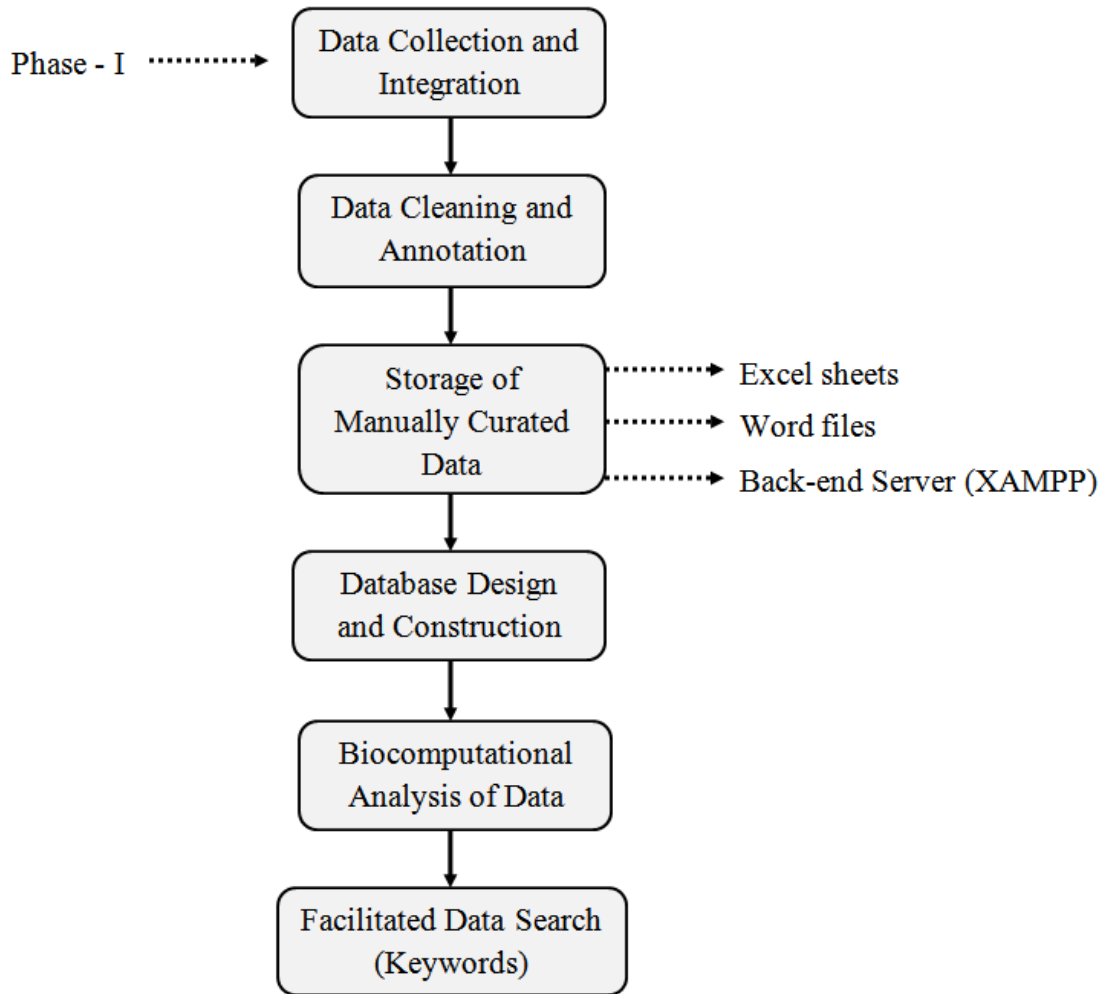 Phase - I
Data Collection and
Integration
Data Cleaning and
Annotation
Storage of
Manually Curated
Data
Excel sheets
Word files
Back-end Server (XAMPP)
Database Design
and Construction
Biocomputational
Analysis of Data
Facilitated Data Search
(Keywords)